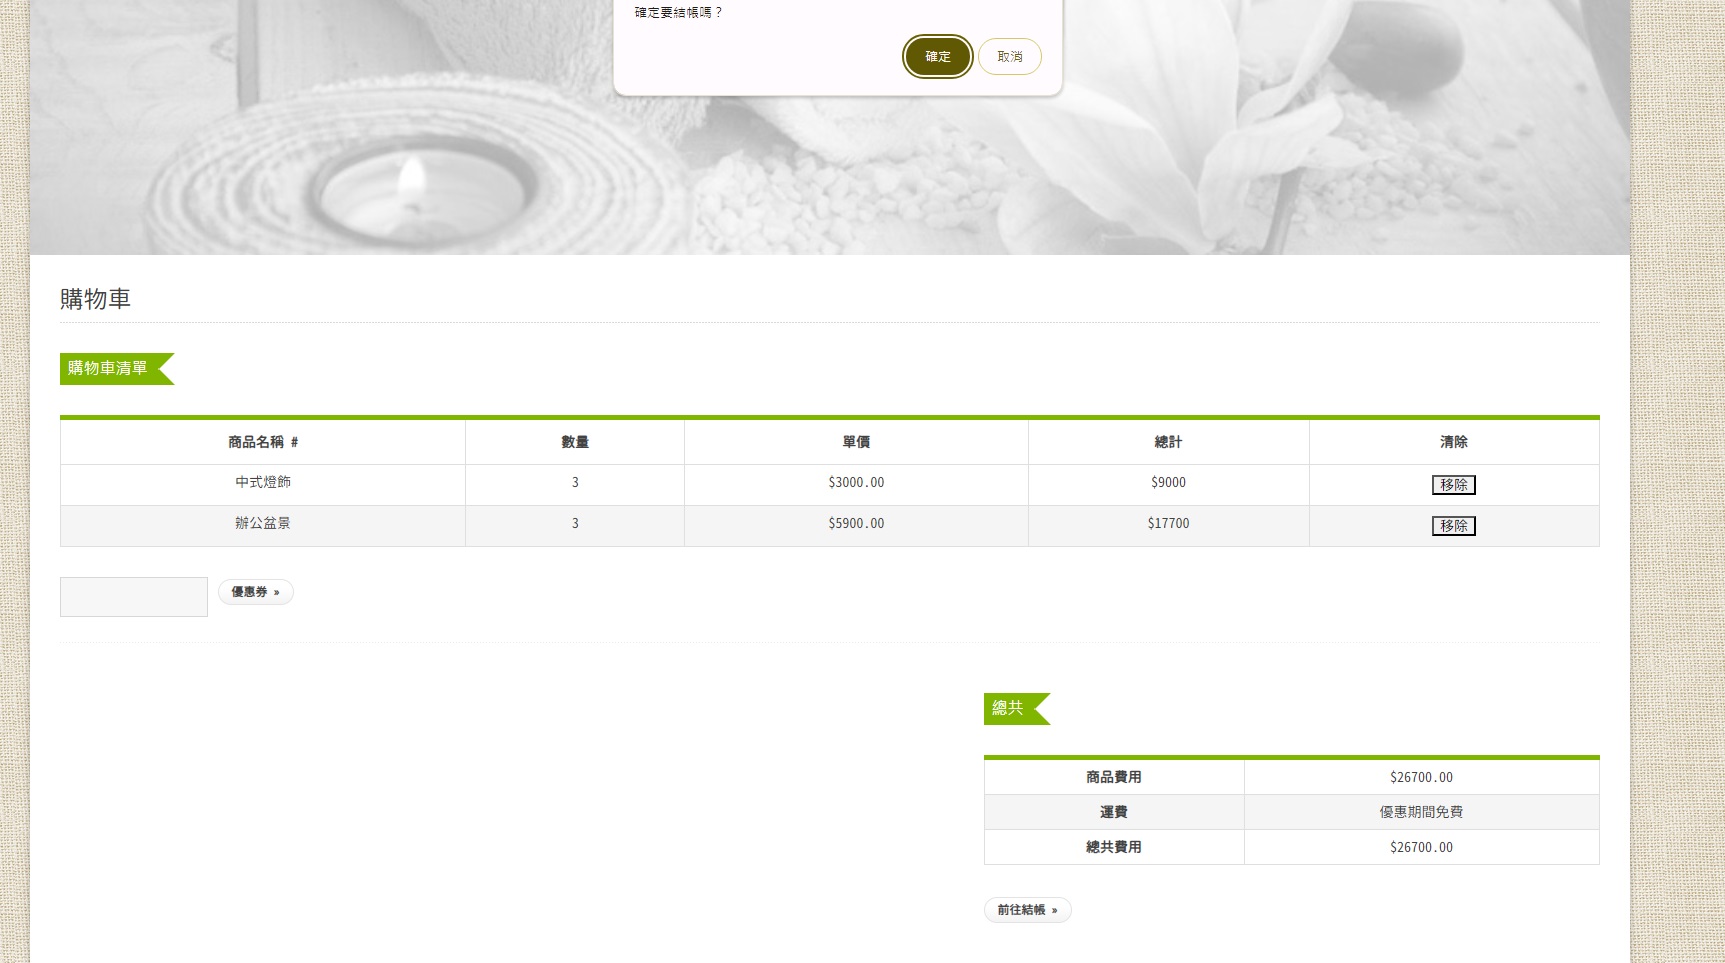 確定要結帳嗎？
確定 取消
購物車
購物車清單
商品名稱 # 數量 單價 總計 清除
中式燈飾 3 $3000.00 $9000 移除
辦公盆景 3 $5900.00 $17700 移除
優惠券 »
總共
商品費用 $26700.00
運費 優惠期間免費
總共費用 $26700.00
前往結帳 »